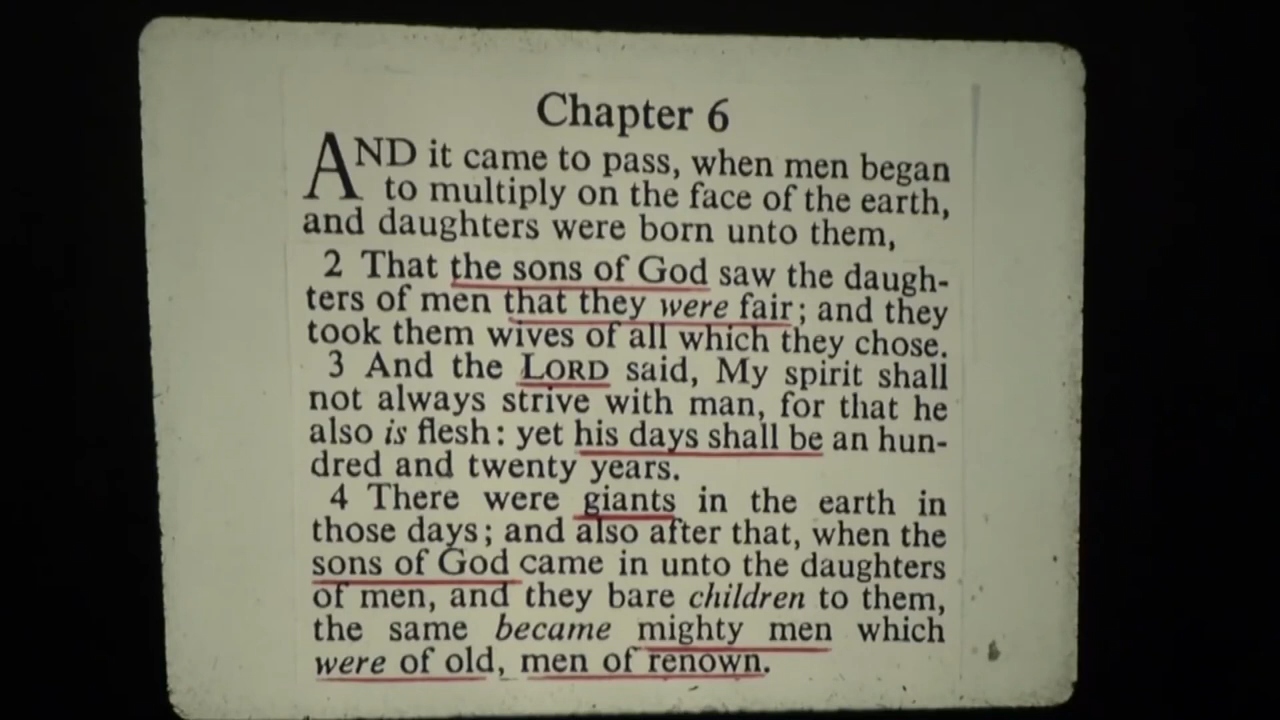 Chapter 6
AND it came to pass, when men began
to multiply on the face of the earth,
and daughters were born unto them,
2 That the sons of God saw the daugh-
ters of men that they were fair; and they
took them wives of all which they chose.
3 And the LORD said, My spirit shall
not always strive with man, for that he
also is flesh: yet his days shall be an hun-
dred and twenty years.
4 There were giants in the earth in
those days; and also after that, when the
sons of God came in unto the daughters
of men, and they bare children to them,
the same became mighty men which
were of old, men of renown.